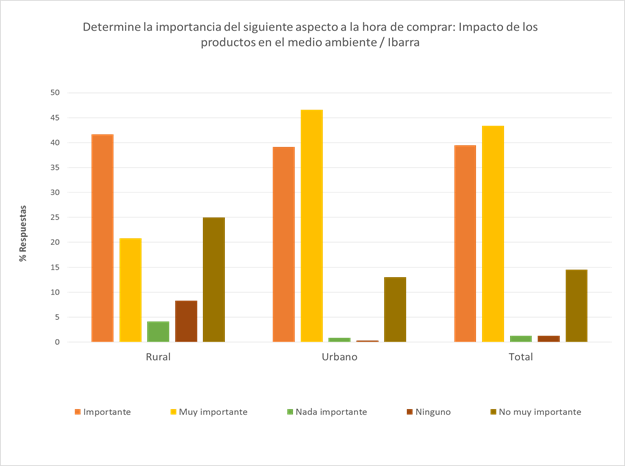 Determine la importancia del siguiente aspecto a la hora de comprar: Impacto de los
productos en el medio ambiente / Ibarra
50
45
40
35
30
25
20
15
10
5
0
% Respuestas
Rural Urbano Total
Importante Muy importante Nada importante Ninguno No muy importante